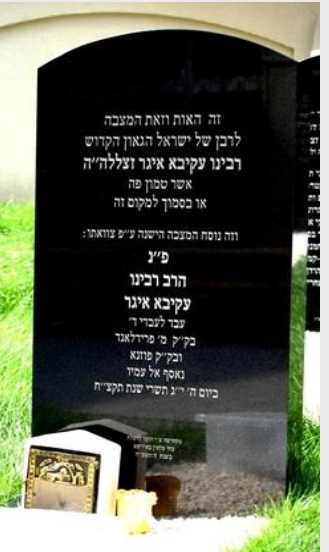 זה האות וזאת המצבה
לרבן של ישראל הגאון הקדוש
רבינו עקיבא איגר זצללה״ה
אשר טמון פה
או בסמוך למקום זה
וזה נוסח המצבה הישנה ע״פ צוואתו:
פ״נ
הרב רבינו
עקיבא איגר
עבד לעבדי ד׳
בק״ק מ׳ פרידלאנד
ובק״ק פוזנא
נאסף אל עמיו
ביום ה׳ י״ג תשרי שנת תקצ״ח